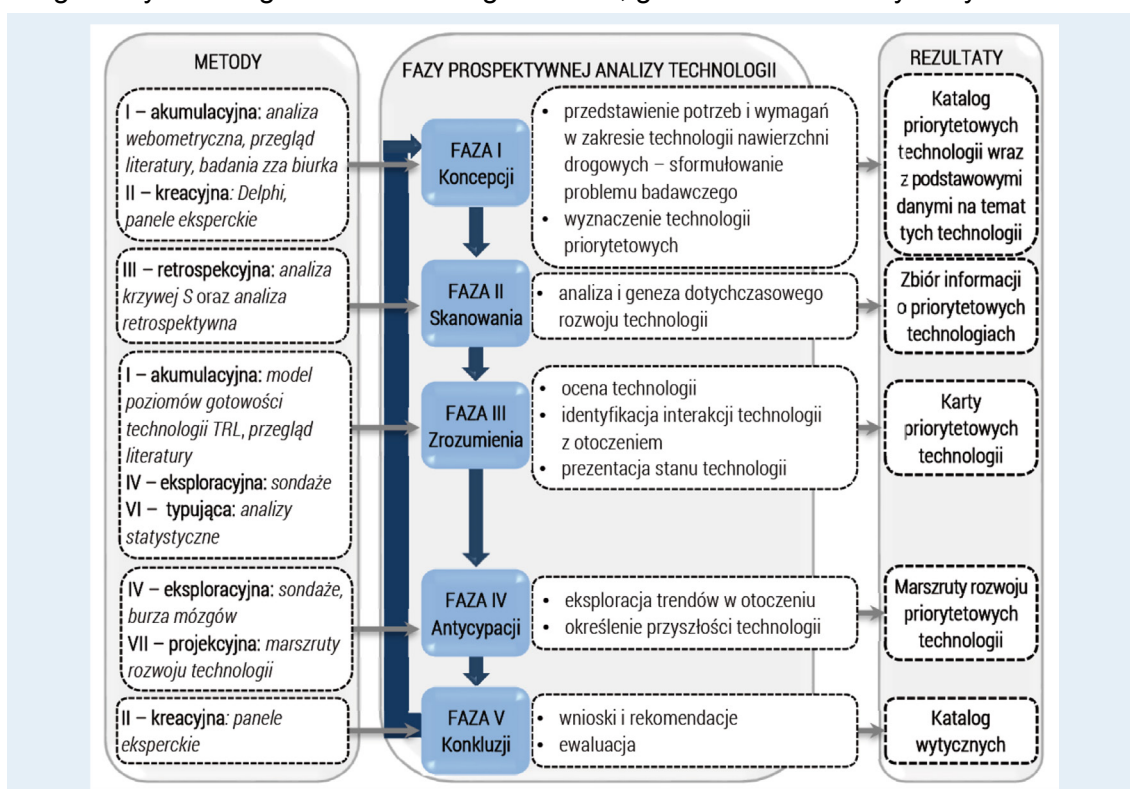 METODY
I – akumulacyjna: analiza
webometryczna, przegląd
literatury, badania zza biurka
II – kreacyjna: Delphi,
panele eksperckie
III – retrospekcyjna: analiza
krzywej S oraz analiza
retrospektywna
I – akumulacyjna: model
poziomów gotowości
technologii TRL, przegląd
literatury
IV – eksploracyjna: sondaże
VI – typująca: analizy
statystyczne
IV – eksploracyjna: sondaże,
burza mózgów
VII – projekcyjna: marszruty
rozwoju technologii
II – kreacyjna: panele
eksperckie
FAZY PROSPEKTYWNEJ ANALIZY TECHNOLOGII
FAZA I
Koncepcji
• przedstawienie potrzeb i wymagań
w zakresie technologii nawierzchni
drogowych – sformułowanie
problemu badawczego
• wyznaczenie technologii
priorytetowych
FAZA II
Skanowania
• analiza i geneza dotychczasowego
rozwoju technologii
FAZA III
Zrozumienia
• ocena technologii
• identyfikacja interakcji technologii
z otoczeniem
• prezentacja stanu technologii
FAZA IV
Antycypacji
• eksploracja trendów w otoczeniu
• określenie przyszłości technologii
FAZA V
Konkluzji
• wnioski i rekomendacje
• ewaluacja
REZULTATY
Katalog
priorytetowych
technologii wraz
z podstawowymi
danymi na temat
tych technologii
Zbiór informacji
o priorytetowych
technologiach
Karty
priorytetowych
technologii
Marszruty rozwoju
priorytetowych
technologii
Katalog
wytycznych